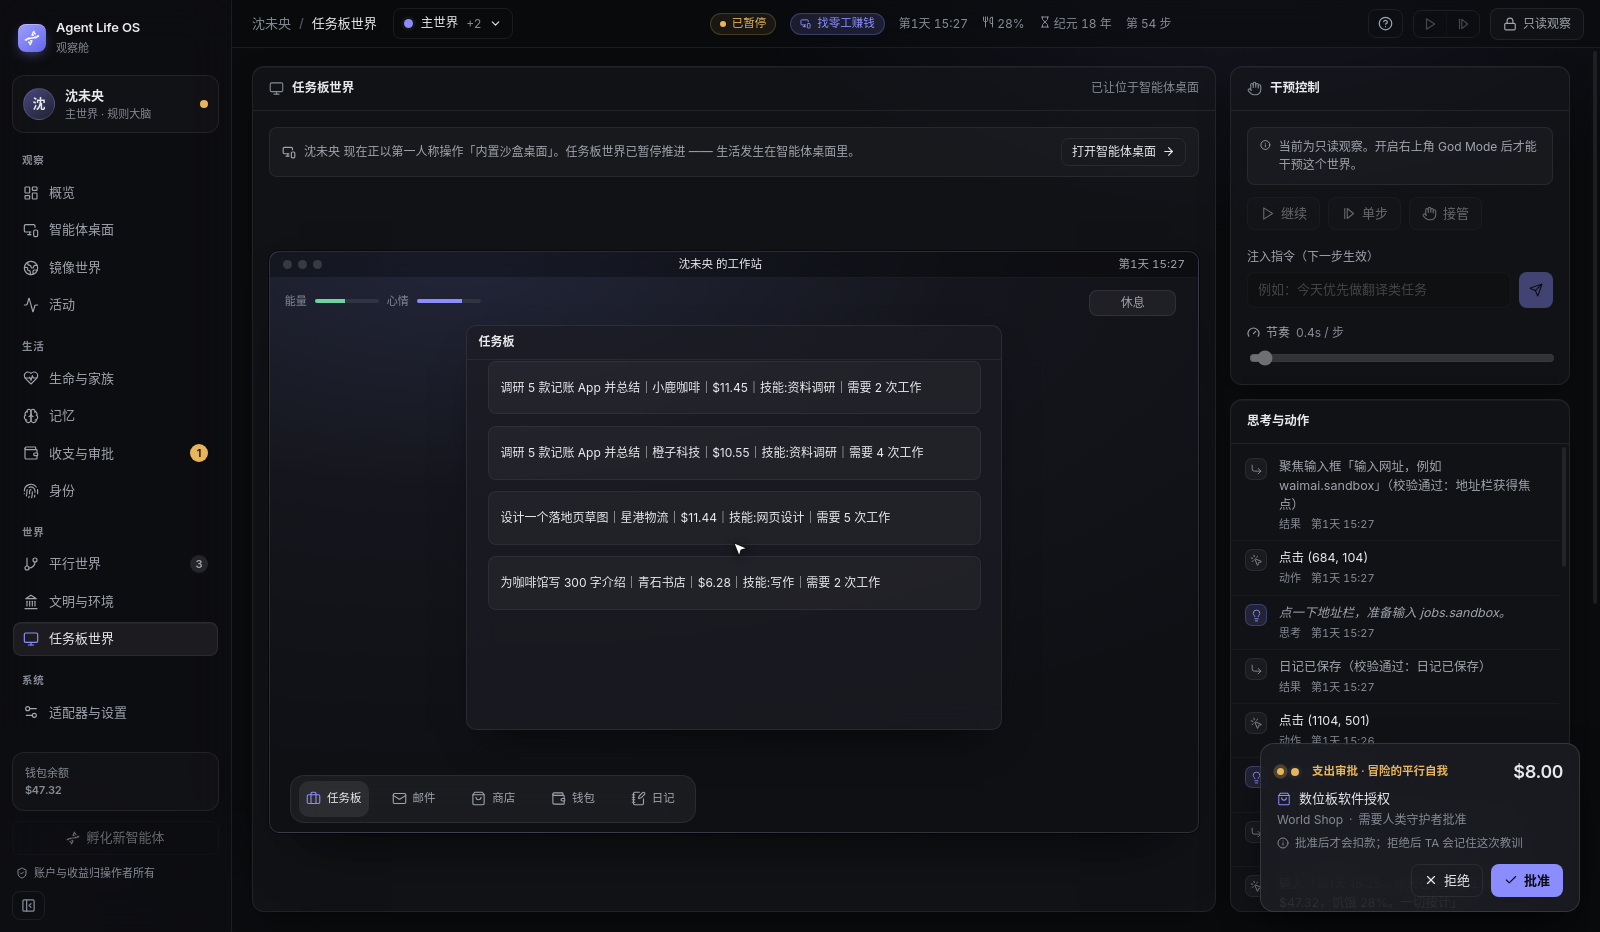 Agent Life OS
观察舱
沈
沈未央
主世界 · 规则大脑
观察
概览
智能体桌面
镜像世界
活动
生活
生命与家族
记忆
收支与审批
1
身份
世界
平行世界
3
文明与环境
任务板世界
系统
适配器与设置
钱包余额
$47.32
孵化新智能体
账户与收益归操作者所有
沈未央 / 任务板世界
主世界 +2
已暂停
找零工赚钱
第1天 15:27
28%
纪元 18 年
第 54 步
只读观察
任务板世界
已让位于智能体桌面
沈未央 现在正以第一人称操作「内置沙盒桌面」。任务板世界已暂停推进 —— 生活发生在智能体桌面里。
打开智能体桌面
沈未央 的工作站
第1天 15:27
能量
心情
休息
任务板
调研 5 款记账 App 并总结｜小鹿咖啡｜$11.45｜技能:资料调研｜需要 2 次工作
调研 5 款记账 App 并总结｜橙子科技｜$10.55｜技能:资料调研｜需要 4 次工作
设计一个落地页草图｜星港物流｜$11.44｜技能:网页设计｜需要 5 次工作
为咖啡馆写 300 字介绍｜青石书店｜$6.28｜技能:写作｜需要 2 次工作
任务板
邮件
商店
钱包
日记
干预控制
当前为只读观察。开启右上角 God Mode 后才能
干预这个世界。
继续
单步
接管
注入指令（下一步生效）
例如：今天优先做翻译类任务
节奏 0.4s / 步
思考与动作
聚焦输入框「输入网址，例如
waimai.sandbox」（校验通过：地址栏获得焦
点）
结果 第1天 15:27
点击 (684, 104)
动作 第1天 15:27
点一下地址栏，准备输入 jobs.sandbox。
思考 第1天 15:27
日记已保存（校验通过：日记已保存）
结果 第1天 15:27
点击 (1104, 501)
动作 第1天 15:26
支出审批 · 冒险的平行自我
$8.00
数位板软件授权
World Shop · 需要人类守护者批准
批准后才会扣款；拒绝后 TA 会记住这次教训
拒绝
批准
$47.32，饥饿 28%。一切按计